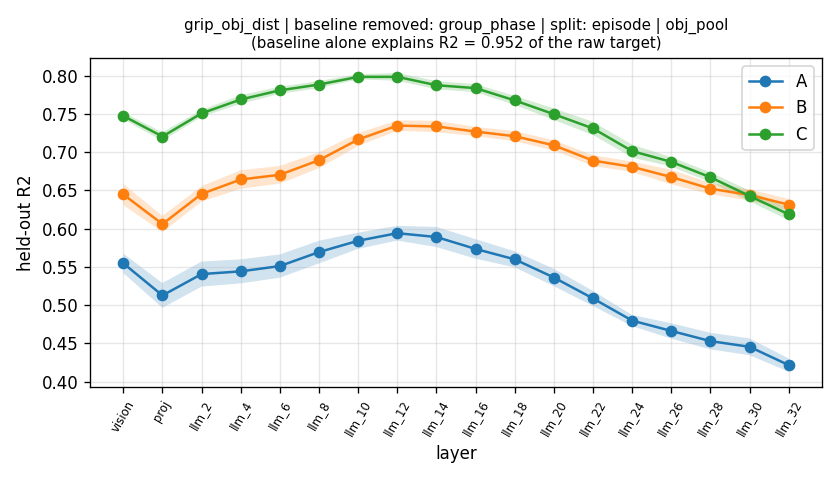 grip_obj_dist | baseline removed: group_phase | split: episode | obj_pool
(baseline alone explains R2 = 0.952 of the raw target)
A
B
C
held-out R2
0.80
0.75
0.70
0.65
0.60
0.55
0.50
0.45
0.40
vision
proj
llm_2
llm_4
llm_6
llm_8
llm_10
llm_12
llm_14
llm_16
llm_18
llm_20
llm_22
llm_24
llm_26
llm_28
llm_30
llm_32
layer